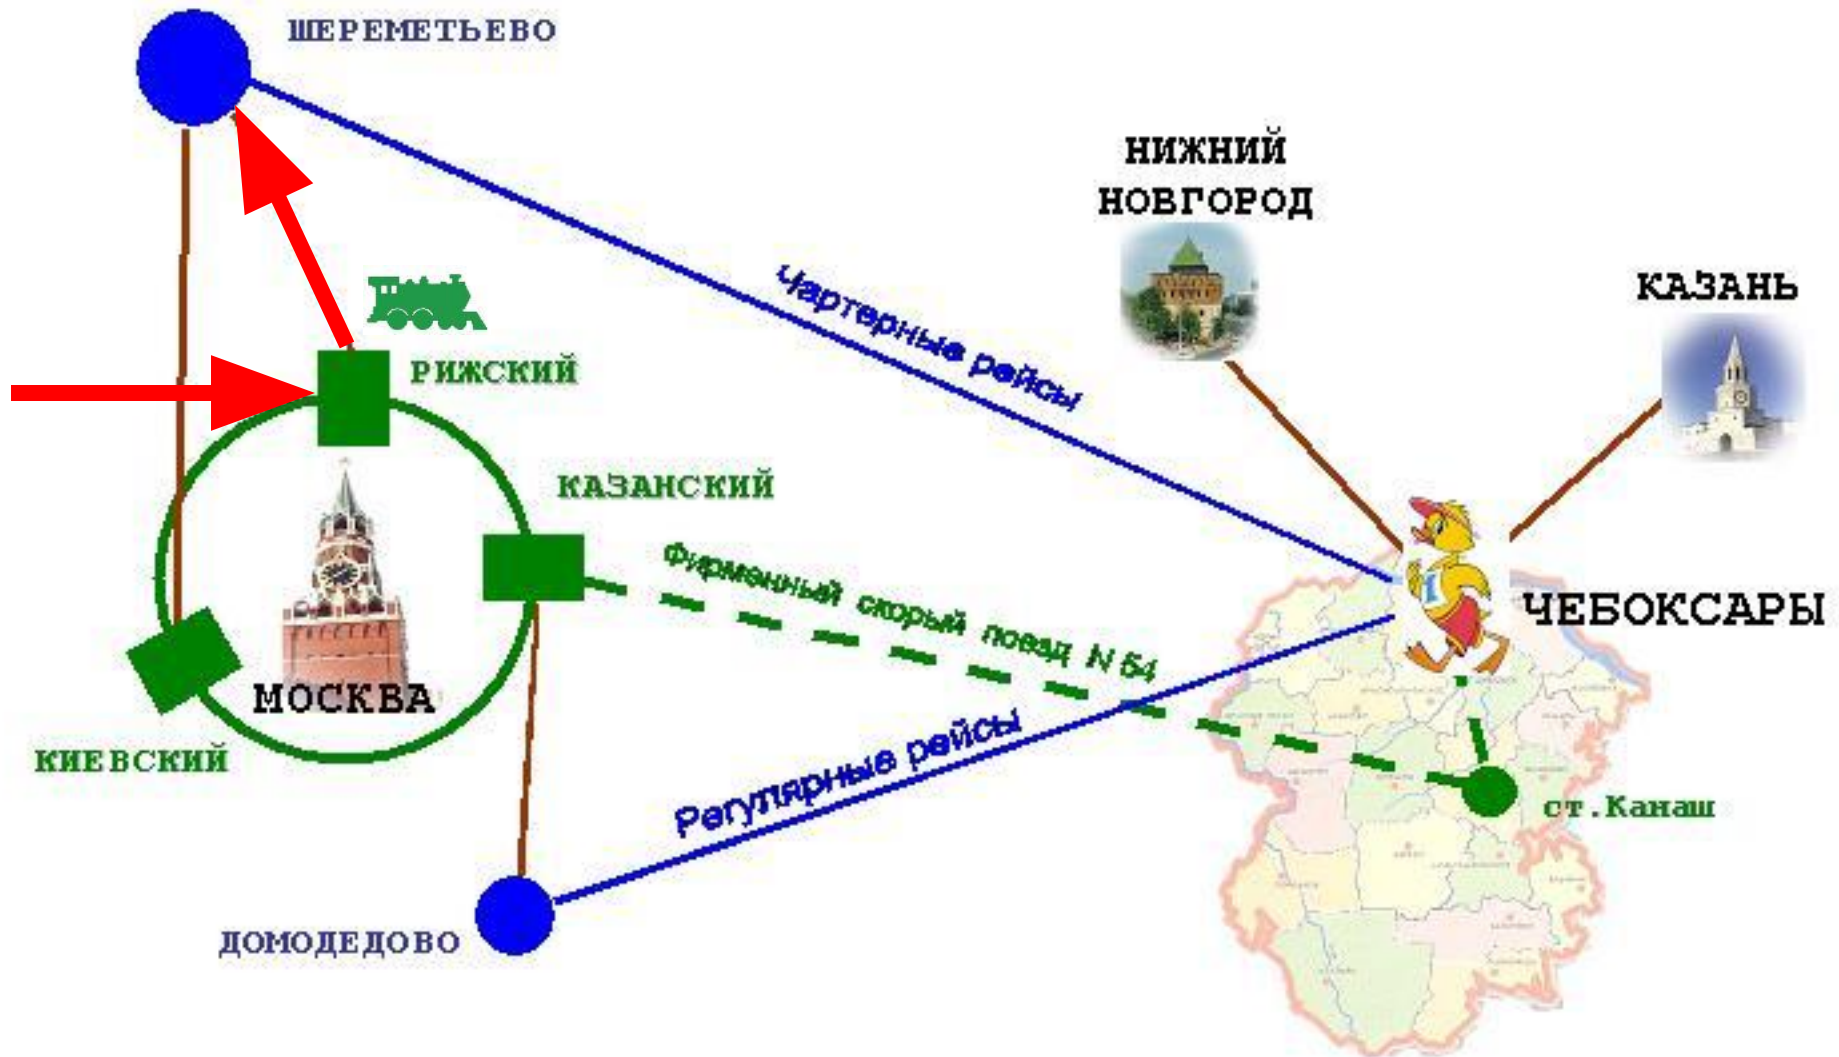 ШЕРЕМЕТЬЕВО
НИЖНИЙ
НОВГОРОД
КАЗАНЬ
Чартерные рейсы
РИЖСКИЙ
КАЗАНСКИЙ
Фирменный скорый поезд N 54
ЧЕБОКСАРЫ
МОСКВА
КИЕВСКИЙ
Регулярные рейсы
ст.Канаш
ДОМОДЕДОВО
1